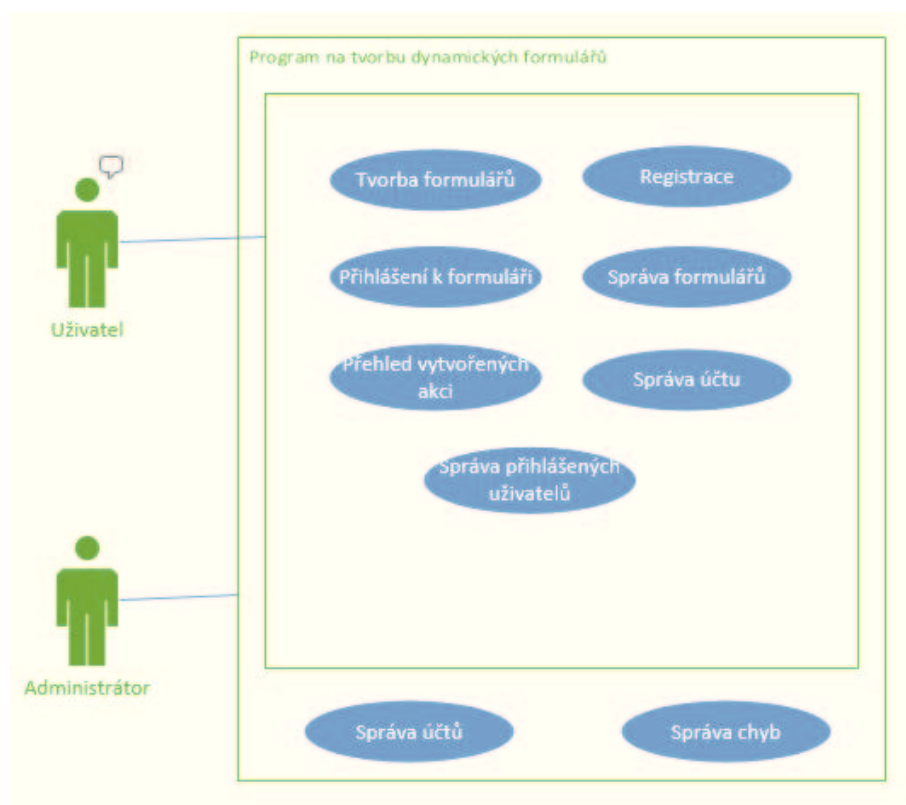 Program na tvorbu dynamických formulářů
Tvorba formulářů
Registrace
Přihlášení k formuláři
Správa formulářů
Přehled vytvořených
akci
Správa účtu
Správa přihlášených
uživatelů
Uživatel
Administrátor
Správa účtů
Správa chyb